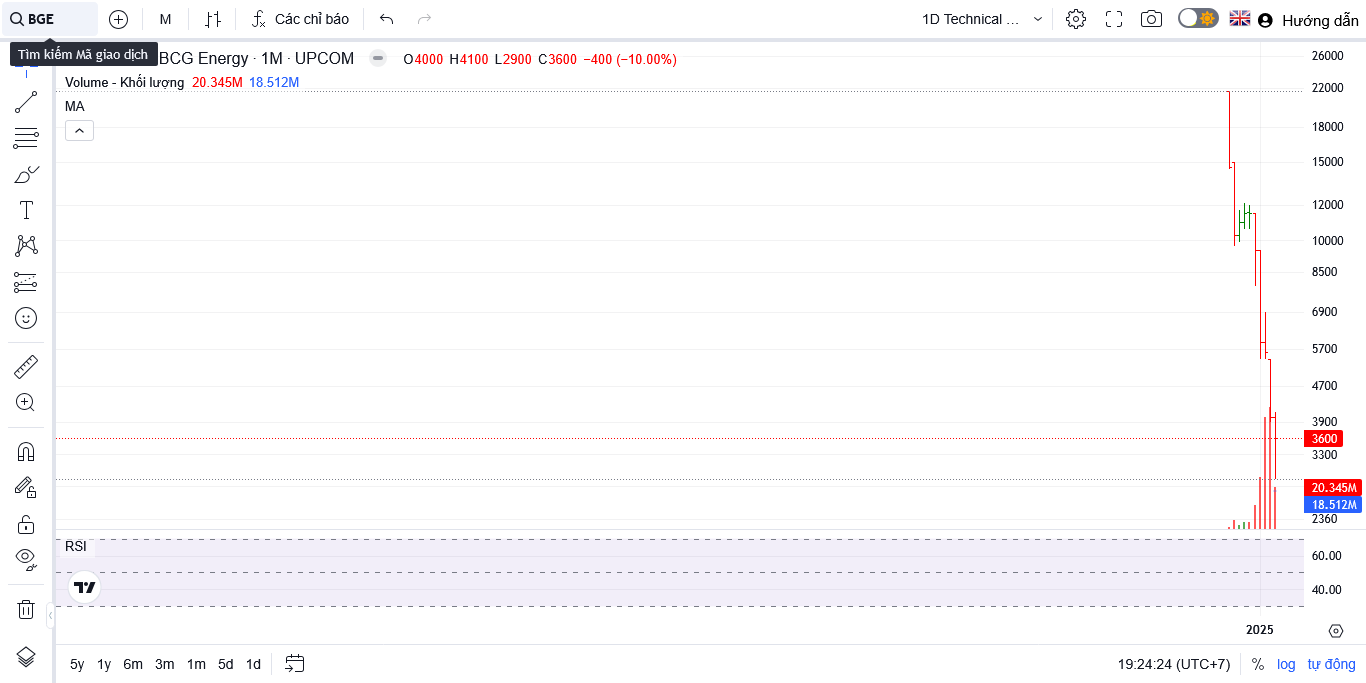 BGE
M
Các chỉ báo
1D Technical ...
Hướng dẫn
Tìm kiếm Mã giao dịch
BCG Energy · 1M · UPCOM
O4000 H4100 L2900 C3600 −400 (−10.00%)
Volume - Khối lượng 20.345M 18.512M
MA
26000
22000
18000
15000
12000
10000
8500
6900
5700
4700
3900
3600
3300
20.345M
18.512M
2360
RSI
60.00
40.00
2025
5y 1y 6m 3m 1m 5d 1d
19:24:24 (UTC+7) % log tự động